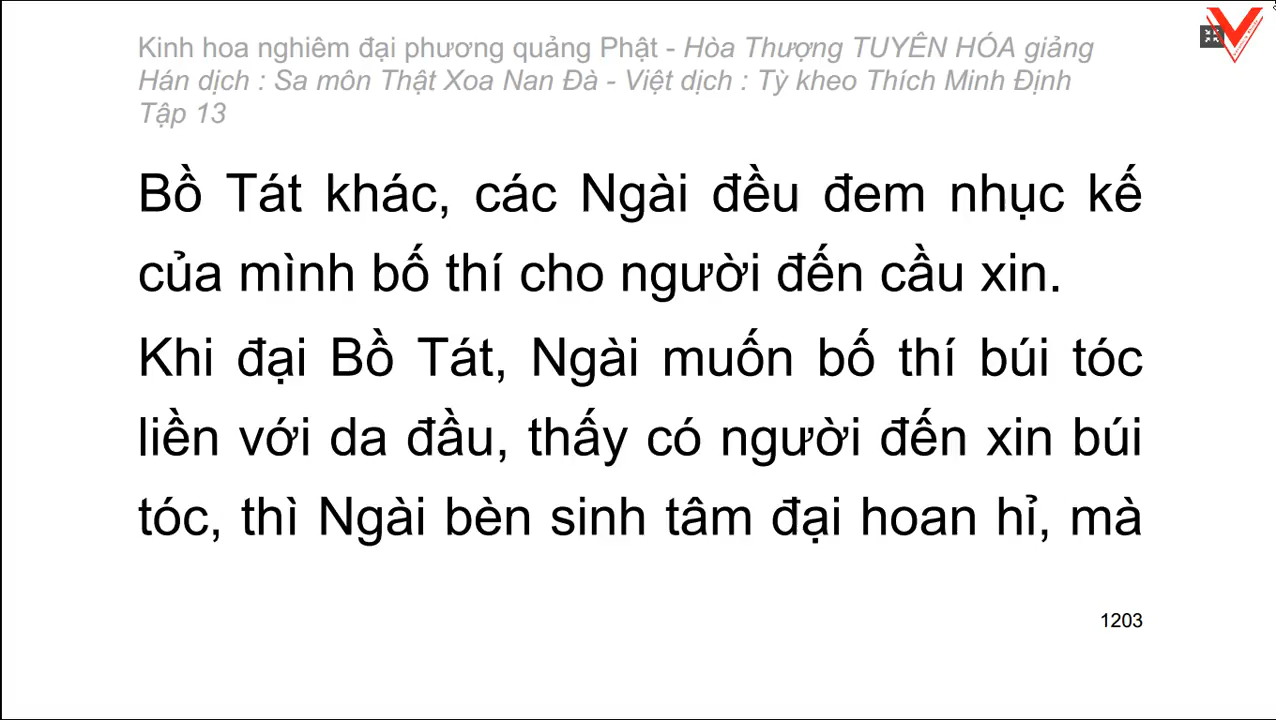 Kinh hoa nghiêm đại phương quảng Phật - Hòa Thượng TUYÊN HÓA giảng
Hán dịch : Sa môn Thật Xoa Nan Đà - Việt dịch : Tỳ kheo Thích Minh Định
Tập 13
Bồ Tát khác, các Ngài đều đem nhục kế
của mình bố thí cho người đến cầu xin.
Khi đại Bồ Tát, Ngài muốn bố thí búi tóc
liền với da đầu, thấy có người đến xin búi
tóc, thì Ngài bèn sinh tâm đại hoan hỉ, mà
1203